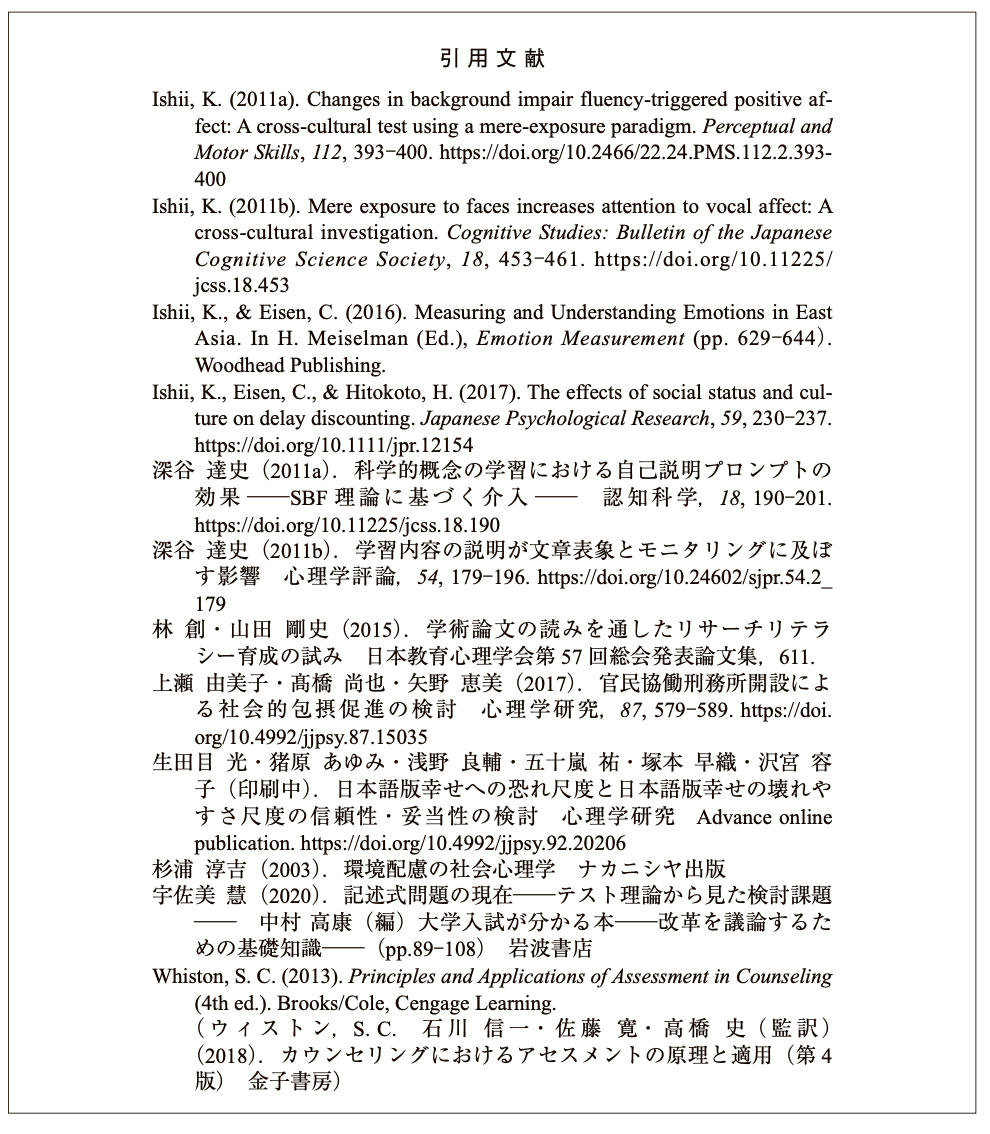 引用文献
Ishii, K. (2011a). Changes in background impair fluency-triggered positive af-
fect: A cross-cultural test using a mere-exposure paradigm. Perceptual and
Motor Skills, 112, 393–400. https://doi.org/10.2466/22.24.PMS.112.2.393-
400
Ishii, K. (2011b). Mere exposure to faces increases attention to vocal affect: A
cross-cultural investigation. Cognitive Studies: Bulletin of the Japanese
Cognitive Science Society, 18, 453–461. https://doi.org/10.11225/
jcss.18.453
Ishii, K., & Eisen, C. (2016). Measuring and Understanding Emotions in East
Asia. In H. Meiselman (Ed.), Emotion Measurement (pp. 629–644).
Woodhead Publishing.
Ishii, K., Eisen, C., & Hitokoto, H. (2017). The effects of social status and cul-
ture on delay discounting. Japanese Psychological Research, 59, 230–237.
https://doi.org/10.1111/jpr.12154
深谷 達史（2011a）．科学的概念の学習における自己説明プロンプトの
効果――SBF理論に基づく介入――　認知科学，18, 190–201.
https://doi.org/10.11225/jcss.18.190
深谷 達史（2011b）．学習内容の説明が文章表象とモニタリングに及ぼ
す影響　心理学評論，54, 179–196. https://doi.org/10.24602/sjpr.54.2_
179
林 創・山田 剛史（2015）．学術論文の読みを通したリサーチリテラ
シー育成の試み　日本教育心理学会第57回総会発表論文集，611.
上瀬 由美子・髙橋 尚也・矢野 恵美（2017）．官民協働刑務所開設によ
る社会的包摂促進の検討　心理学研究，87, 579–589. https://doi.
org/10.4992/jjpsy.87.15035
生田目 光・猪原 あゆみ・浅野 良輔・五十嵐 祐・塚本 早織・沢宮 容
子（印刷中）．日本語版幸せへの恐れ尺度と日本語版幸せの壊れや
すさ尺度の信頼性・妥当性の検討　心理学研究　Advance online
publication. https://doi.org/10.4992/jjpsy.92.20206
杉浦 淳吉（2003）．環境配慮の社会心理学　ナカニシヤ出版
宇佐美 慧（2020）．記述式問題の現在――テスト理論から見た検討課題
――　中村 高康（編）大学入試が分かる本――改革を議論するた
めの基礎知識――（pp.89–108）　岩波書店
Whiston, S. C. (2013). Principles and Applications of Assessment in Counseling
(4th ed.). Brooks/Cole, Cengage Learning.
（ウィストン，S. C.　石川 信一・佐藤 寛・高橋 史（監訳）
（2018）．カウンセリングにおけるアセスメントの原理と適用（第4
版）　金子書房）